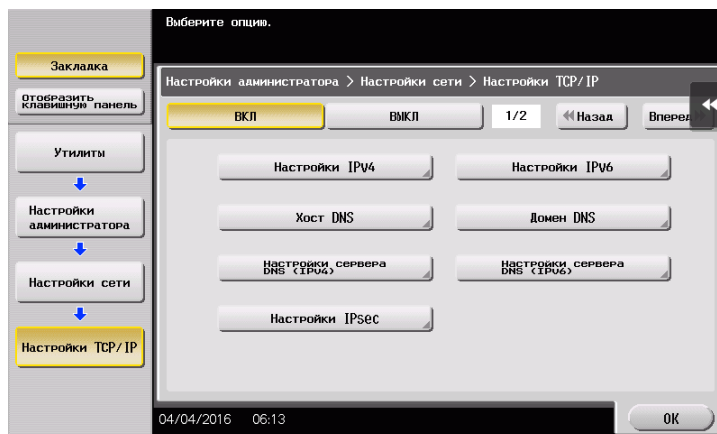 Выберите опцию.
Закладка
Отобразить
клавишную панель
Утилиты
Настройки
администратора
Настройки сети
Настройки TCP/IP
Настройки администратора > Настройки сети > Настройки TCP/IP
ВКЛ
ВЫКЛ
1/2
Назад
Вперед
Настройки IPv4
Настройки IPv6
Хост DNS
Домен DNS
Настройки сервера
DNS (IPv4)
Настройки сервера
DNS (IPv6)
Настройки IPsec
04/04/2016 06:13
OK